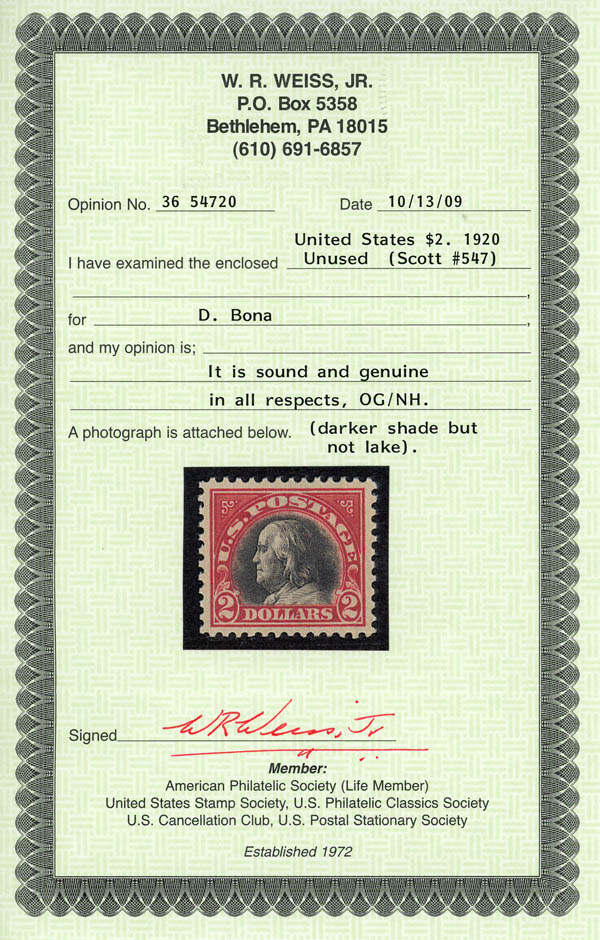 W. R. WEISS, JR.
P.O. Box 5358
Bethlehem, PA 18015
(610) 691-6857
Opinion No. 36 54720 Date 10/13/09
United States $2. 1920
I have examined the enclosed Unused (Scott #547)
,
for D. Bona ,
and my opinion is;
It is sound and genuine
in all respects, OG/NH.
A photograph is attached below. (darker shade but
not lake).
U.S. POSTAGE
2 DOLLARS 2
Signed WRWeiss, Jr
Member:
American Philatelic Society (Life Member)
United States Stamp Society, U.S. Philatelic Classics Society
U.S. Cancellation Club, U.S. Postal Stationary Society
Established 1972